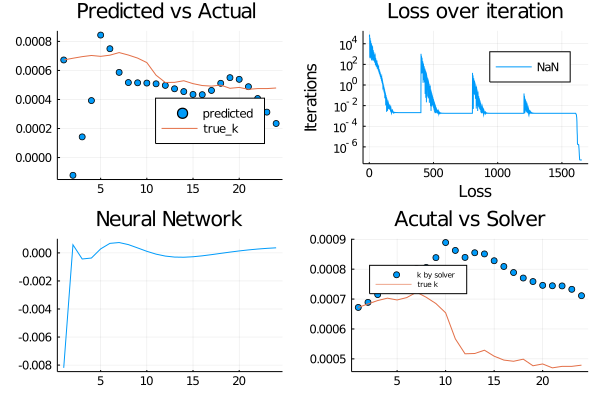 Predicted vs Actual
0.0008
0.0006
0.0004
0.0002
0.0000
predicted
true_k
5 10 15 20
Loss over iteration
Iterations
10^4
10^2
10^0
10^-2
10^-4
10^-6
NaN
0 500 1000 1500
Loss
Neural Network
0.000
-0.002
-0.004
-0.006
-0.008
5 10 15 20
Acutal vs Solver
0.0009
0.0008
0.0007
0.0006
0.0005
k by solver
true k
5 10 15 20